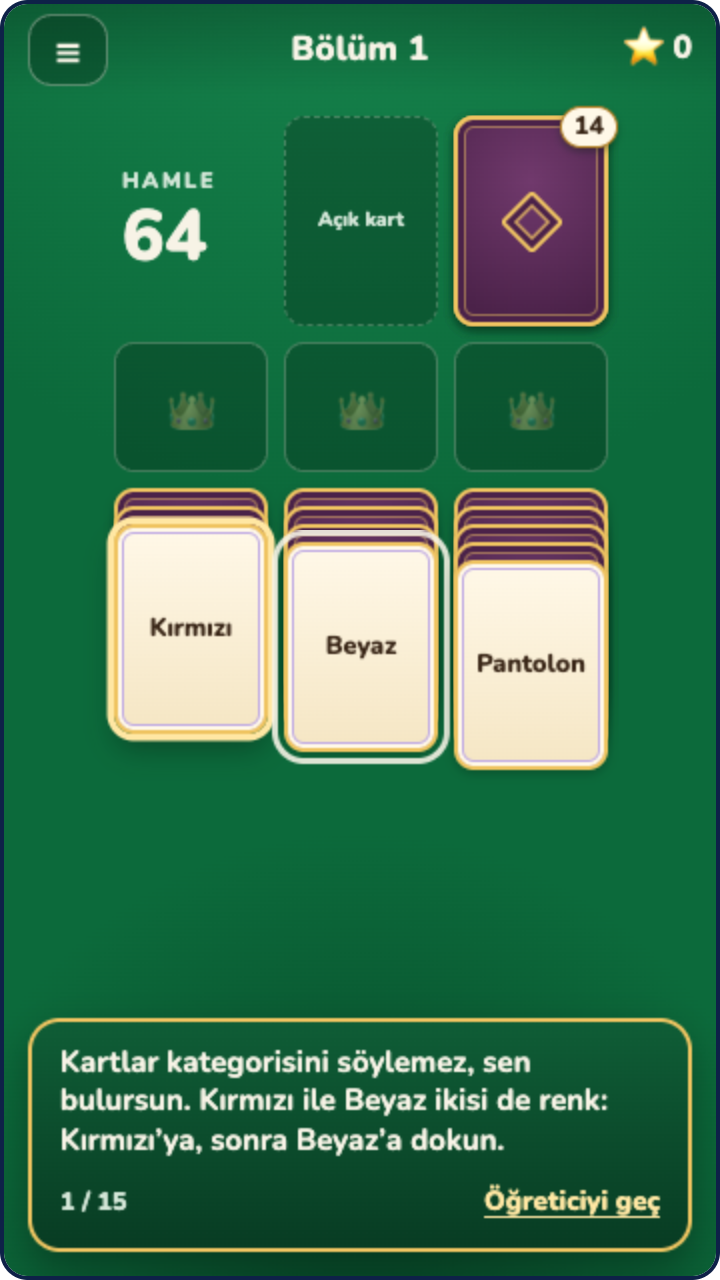 Bölüm 1
0
14
HAMLE
64
Açık kart
Kırmızı
Beyaz
Pantolon
Kartlar kategorisini söylemez, sen
bulursun. Kırmızı ile Beyaz ikisi de renk:
Kırmızı’ya, sonra Beyaz’a dokun.
1 / 15
Öğreticiyi geç